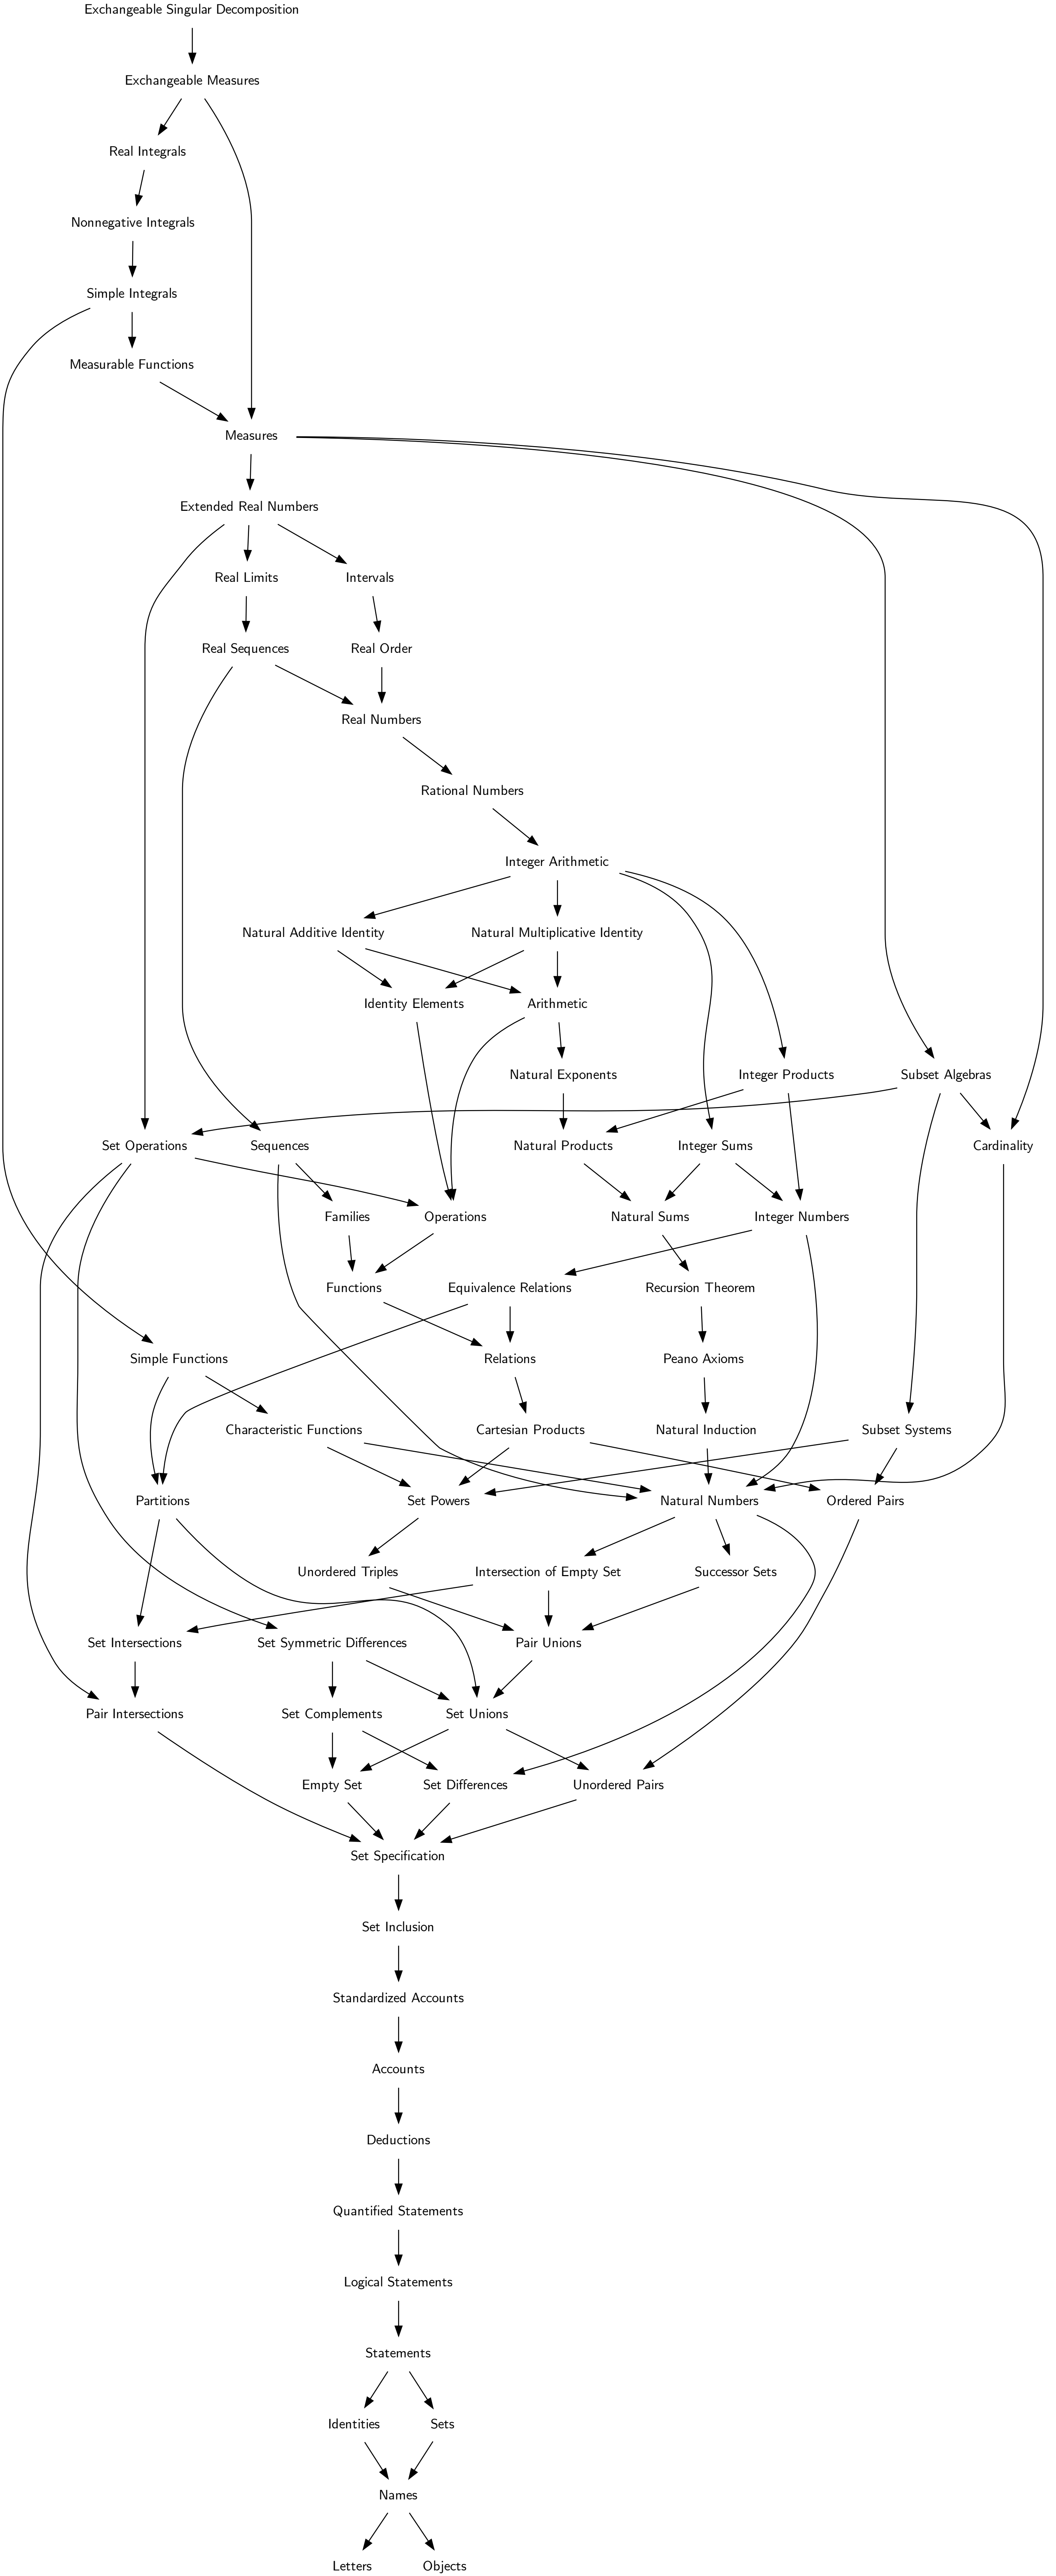 Exchangeable Singular Decomposition
Exchangeable Measures
Real Integrals
Nonnegative Integrals
Simple Integrals
Measurable Functions
Measures
Extended Real Numbers
Real Limits
Intervals
Real Sequences
Real Order
Real Numbers
Rational Numbers
Integer Arithmetic
Natural Additive Identity
Natural Multiplicative Identity
Identity Elements
Arithmetic
Natural Exponents
Integer Products
Subset Algebras
Set Operations
Sequences
Natural Products
Integer Sums
Cardinality
Families
Operations
Natural Sums
Integer Numbers
Functions
Equivalence Relations
Recursion Theorem
Simple Functions
Relations
Peano Axioms
Characteristic Functions
Cartesian Products
Natural Induction
Subset Systems
Partitions
Set Powers
Natural Numbers
Ordered Pairs
Unordered Triples
Intersection of Empty Set
Successor Sets
Set Intersections
Set Symmetric Differences
Pair Unions
Pair Intersections
Set Complements
Set Unions
Empty Set
Set Differences
Unordered Pairs
Set Specification
Set Inclusion
Standardized Accounts
Accounts
Deductions
Quantified Statements
Logical Statements
Statements
Identities
Sets
Names
Letters
Objects